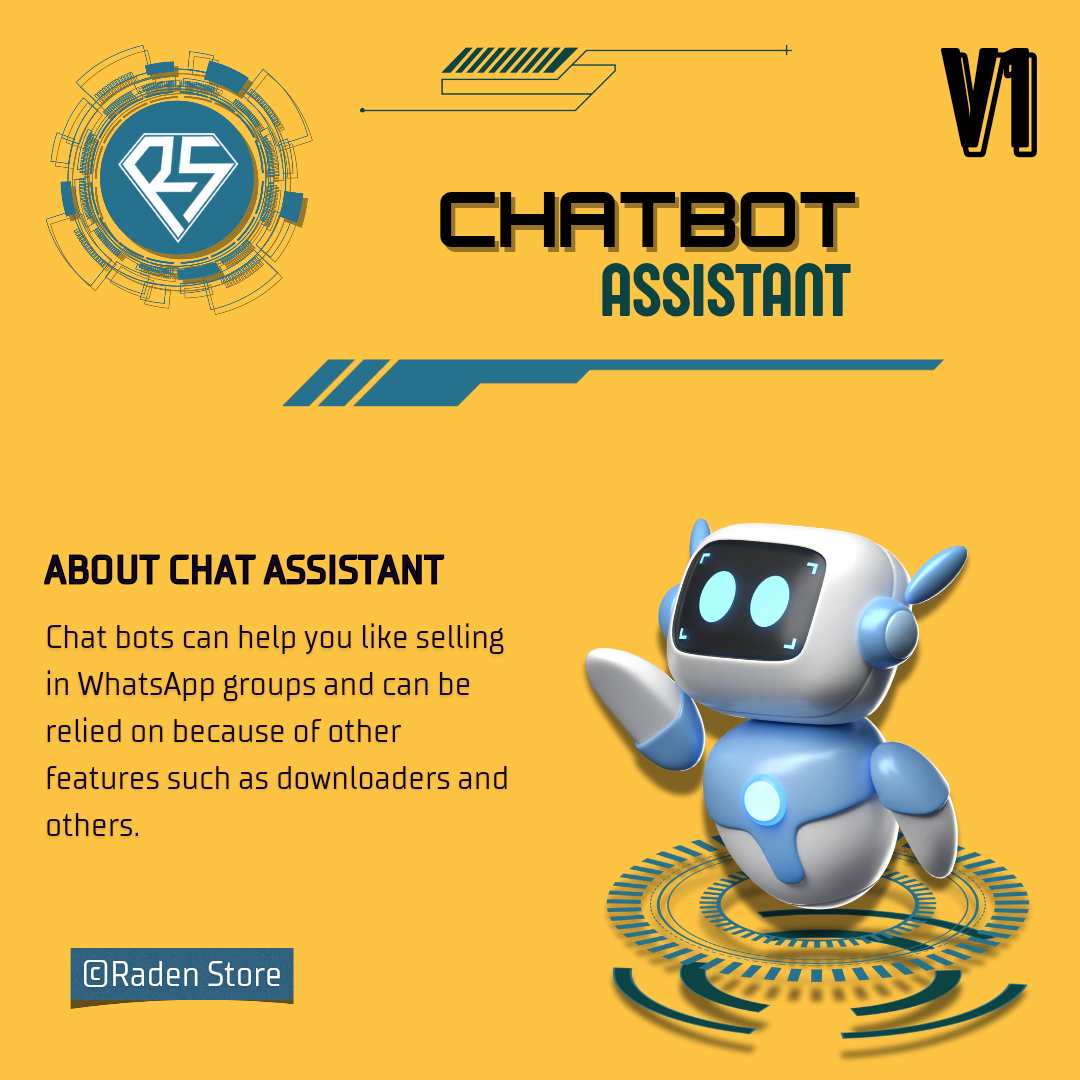 RS
V1
CHATBOT
ASSISTANT
ABOUT CHAT ASSISTANT
Chat bots can help you like selling
in WhatsApp groups and can be
relied on because of other
features such as downloaders and
others.
©Raden Store